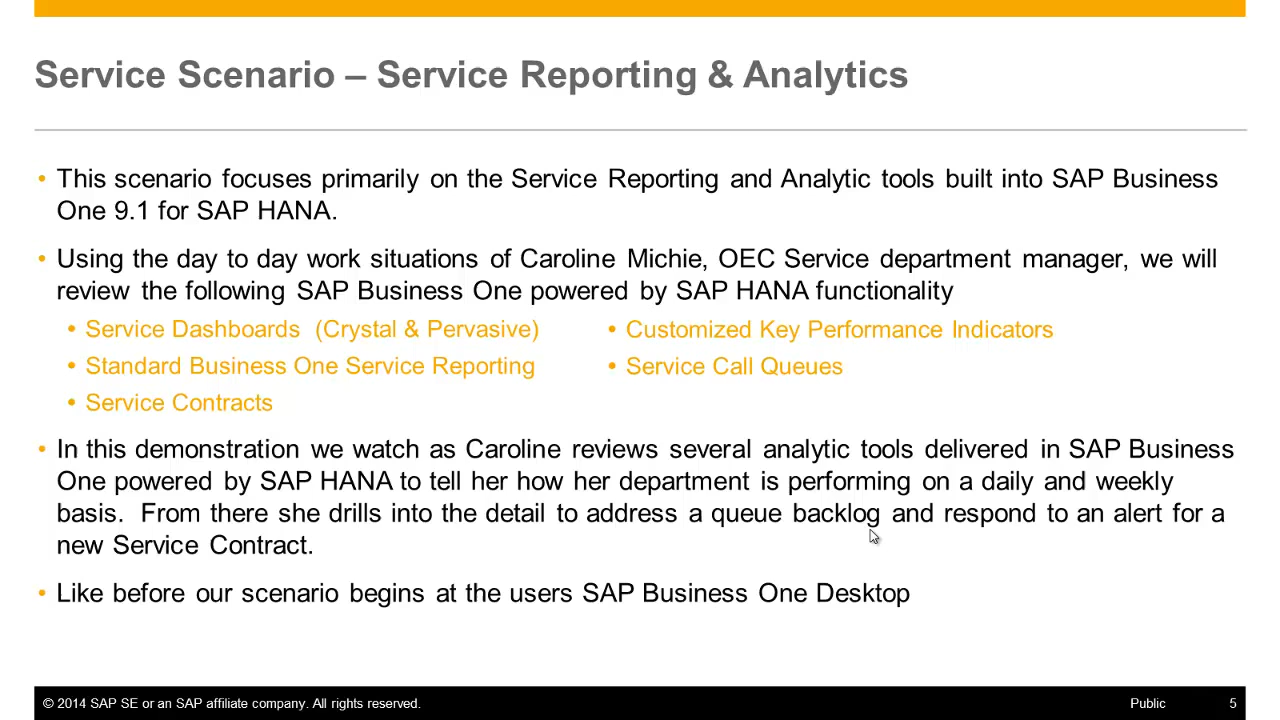 Service Scenario – Service Reporting & Analytics
• This scenario focuses primarily on the Service Reporting and Analytic tools built into SAP Business
One 9.1 for SAP HANA.
• Using the day to day work situations of Caroline Michie, OEC Service department manager, we will
review the following SAP Business One powered by SAP HANA functionality
• Service Dashboards (Crystal & Pervasive)
• Standard Business One Service Reporting
• Service Contracts
• Customized Key Performance Indicators
• Service Call Queues
• In this demonstration we watch as Caroline reviews several analytic tools delivered in SAP Business
One powered by SAP HANA to tell her how her department is performing on a daily and weekly
basis. From there she drills into the detail to address a queue backlog and respond to an alert for a
new Service Contract.
• Like before our scenario begins at the users SAP Business One Desktop
© 2014 SAP SE or an SAP affiliate company. All rights reserved.
Public
5